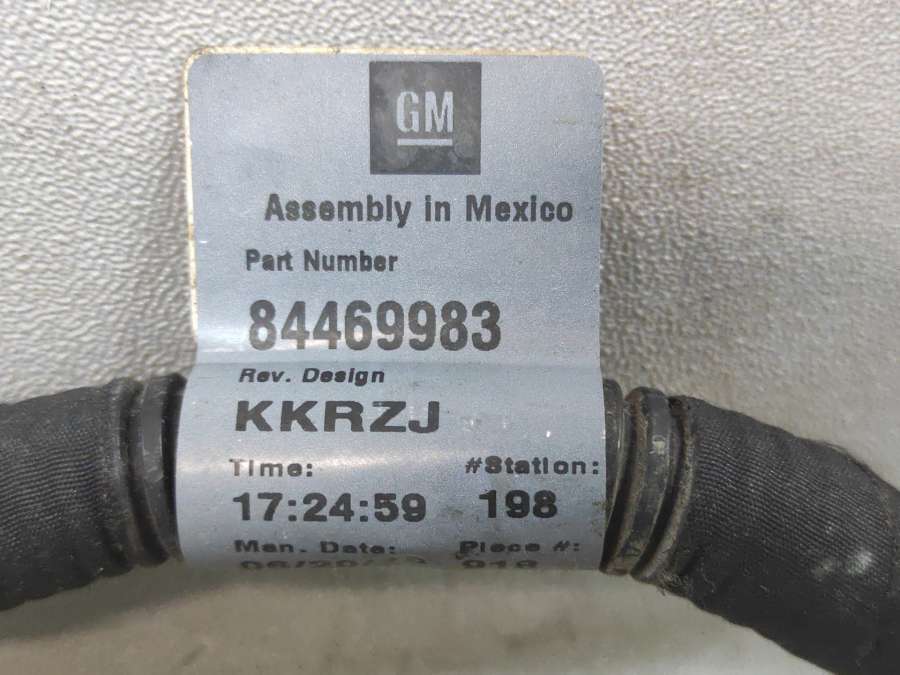 GM
Assembly in Mexico
Part Number
84469983
Rev. Design
KKRZJ
Time: #Station:
17:24:59 198
Man. Date: Piece #: